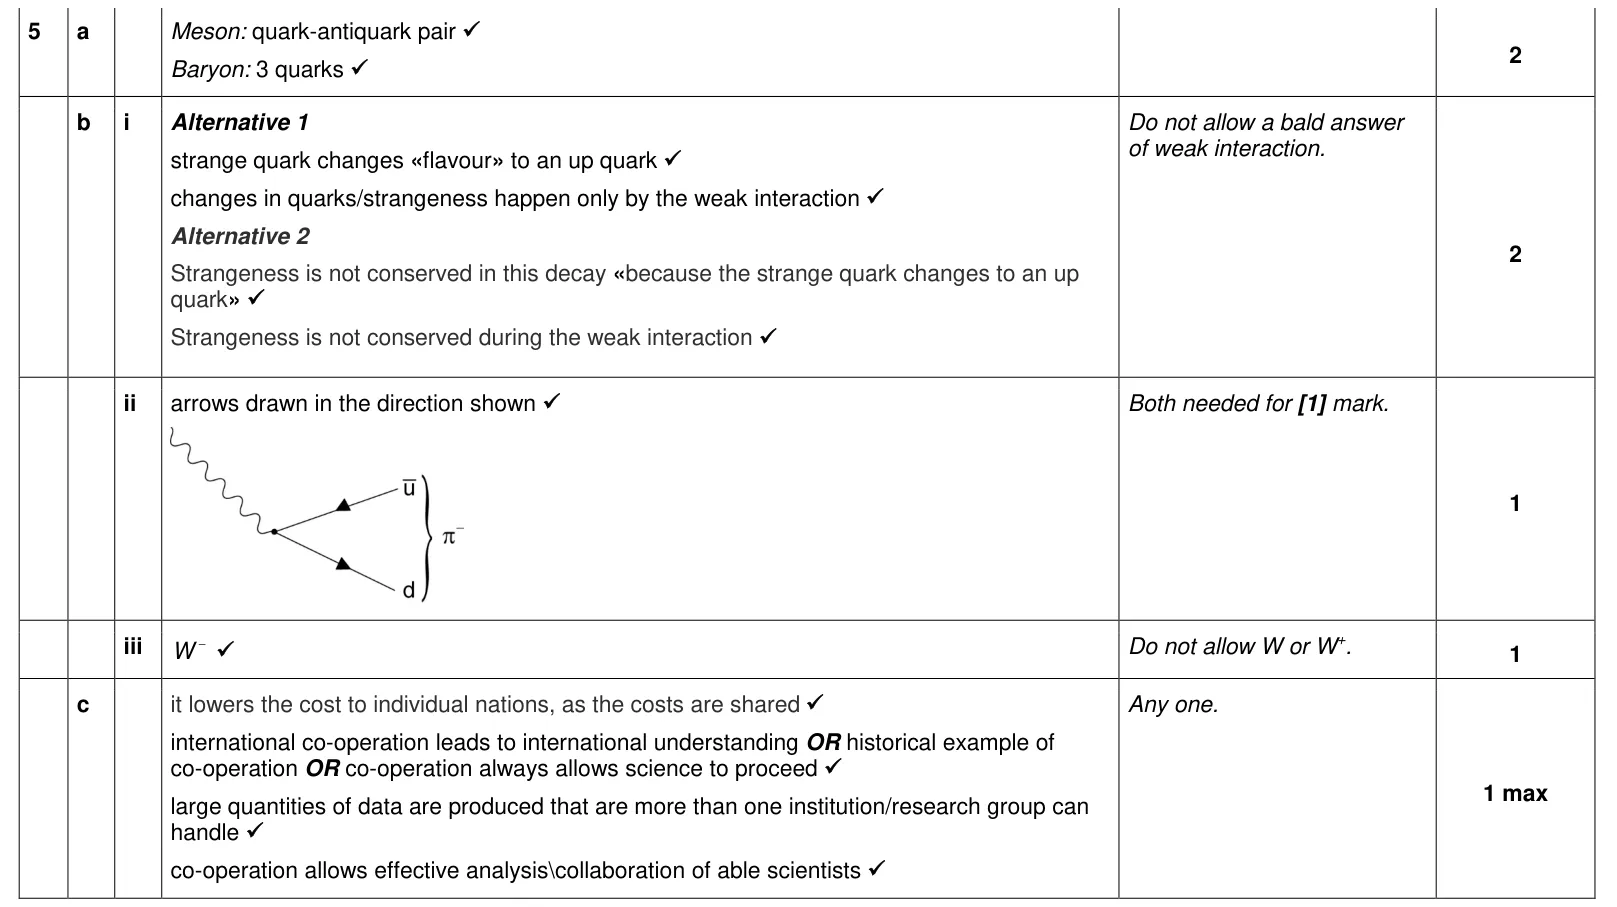 5 a Meson: quark-antiquark pair ✓
Baryon: 3 quarks ✓
2
b i Alternative 1
strange quark changes «flavour» to an up quark ✓
changes in quarks/strangeness happen only by the weak interaction ✓
Alternative 2
Strangeness is not conserved in this decay «because the strange quark changes to an up
quark» ✓
Strangeness is not conserved during the weak interaction ✓
Do not allow a bald answer
of weak interaction.
2
ii arrows drawn in the direction shown ✓
u̅
π⁻
d
Both needed for [1] mark.
1
iii W⁻ ✓
Do not allow W or W⁺.
1
c it lowers the cost to individual nations, as the costs are shared ✓
international co-operation leads to international understanding OR historical example of
co-operation OR co-operation always allows science to proceed ✓
large quantities of data are produced that are more than one institution/research group can
handle ✓
co-operation allows effective analysis\collaboration of able scientists ✓
Any one.
1 max